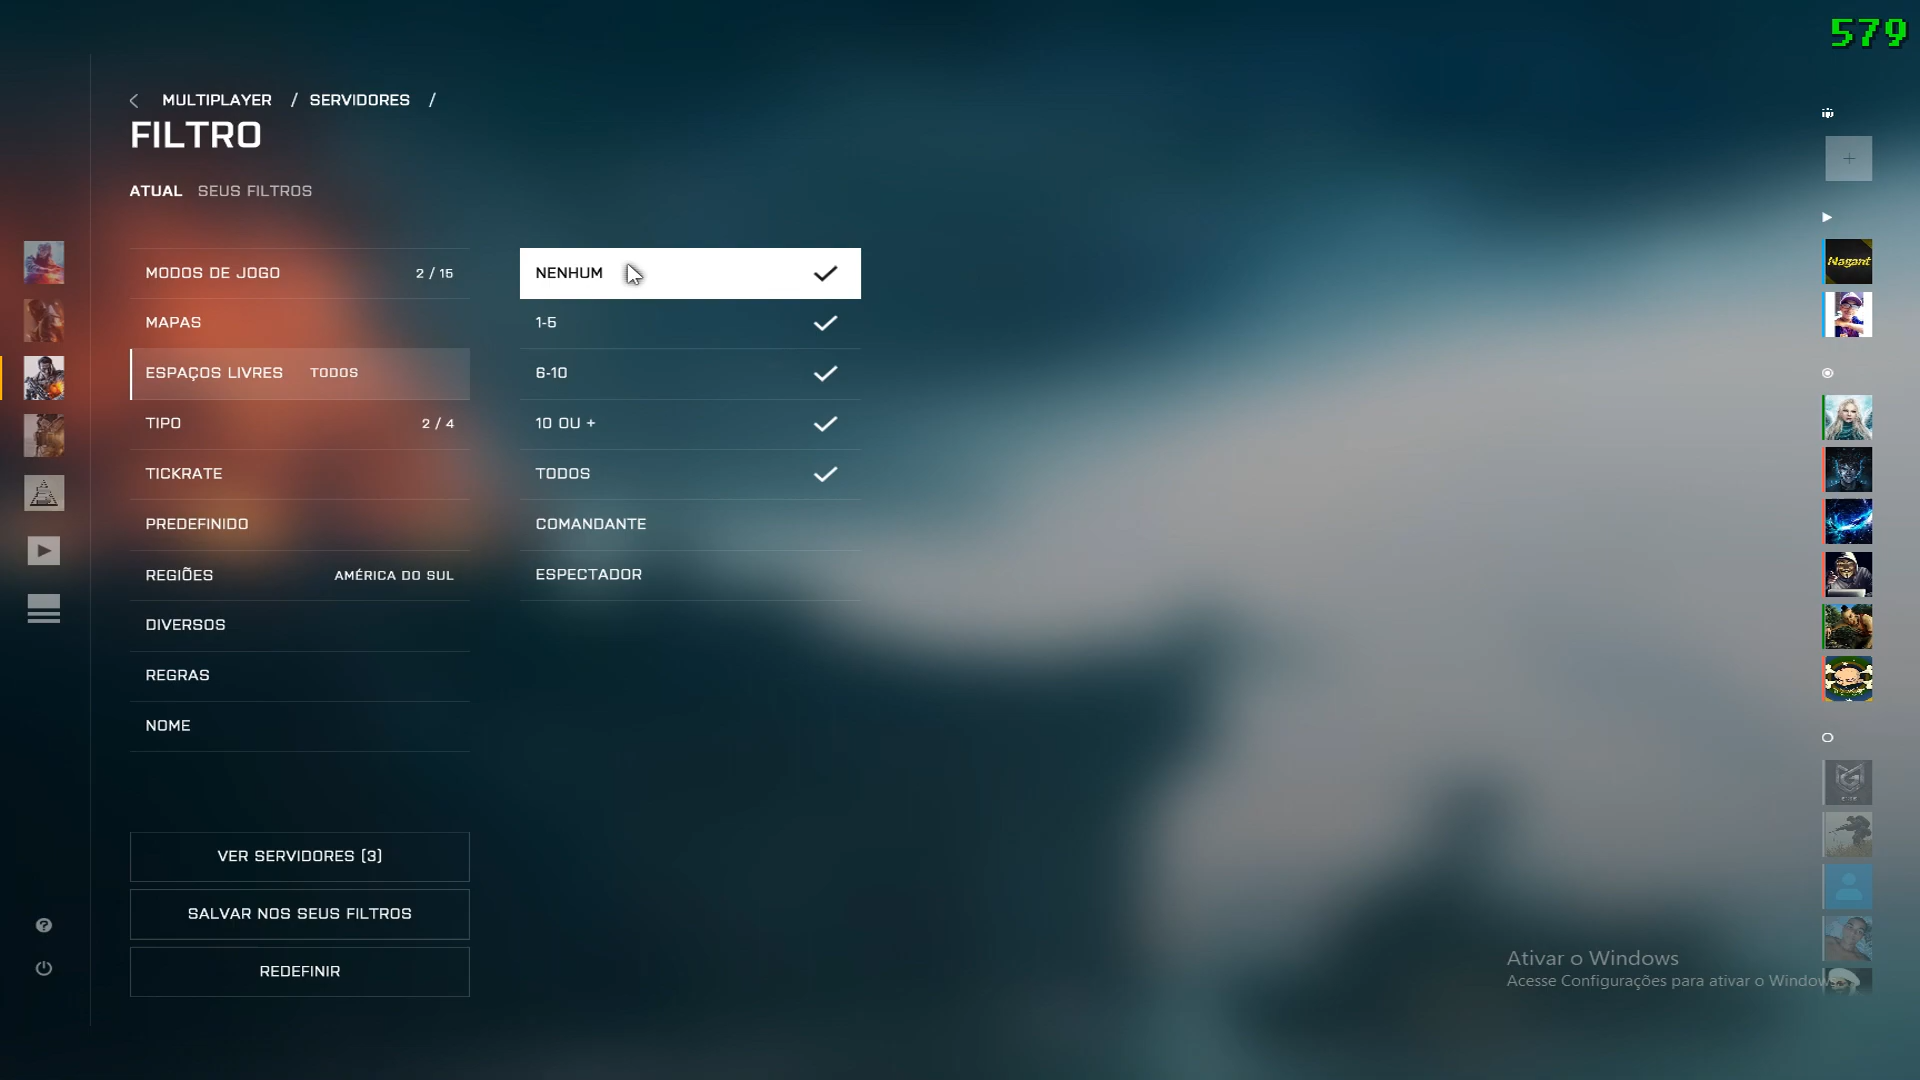 579
MULTIPLAYER / SERVIDORES /
FILTRO
ATUAL SEUS FILTROS
MODOS DE JOGO 2 / 15
MAPAS
ESPAÇOS LIVRES TODOS
TIPO 2 / 4
TICKRATE
PREDEFINIDO
REGIÕES AMÉRICA DO SUL
DIVERSOS
REGRAS
NOME
NENHUM
1-5
6-10
10 OU +
TODOS
COMANDANTE
ESPECTADOR
VER SERVIDORES (3)
SALVAR NOS SEUS FILTROS
REDEFINIR
Nagant
Ativar o Windows
Acesse Configurações para ativar o Windows